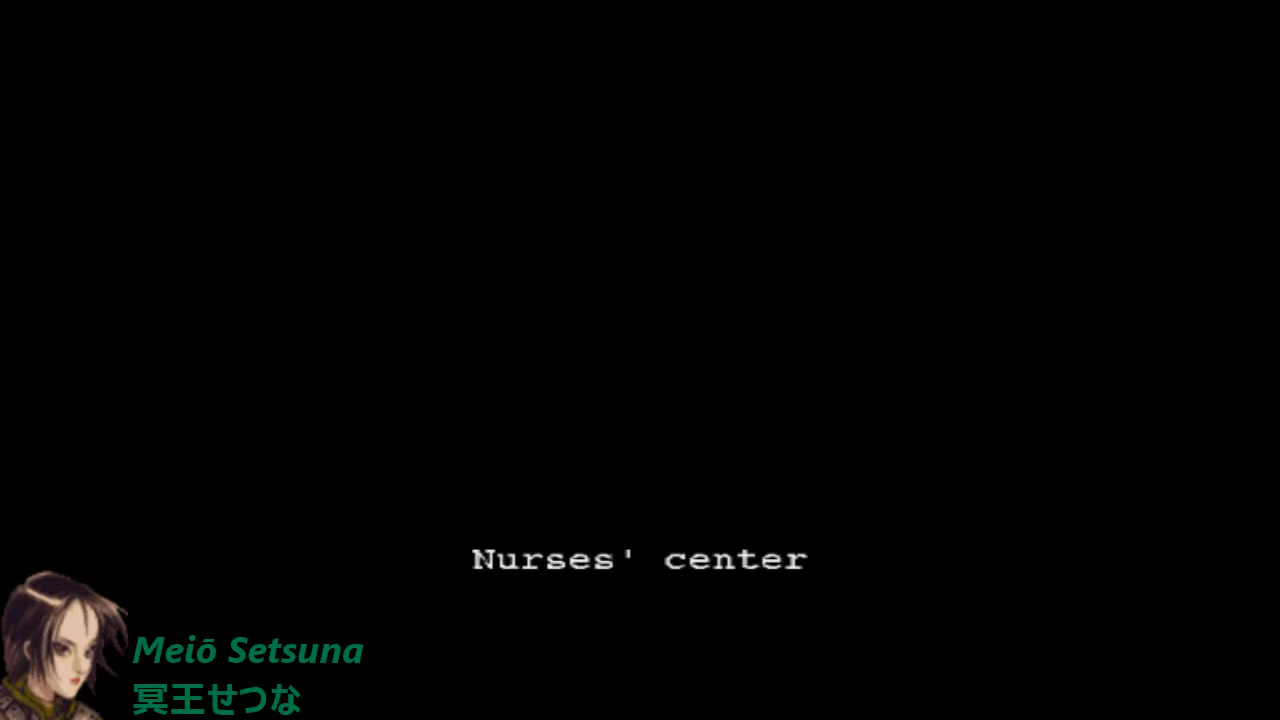 Nurses' center
Meiō Setsuna
冥王せつな